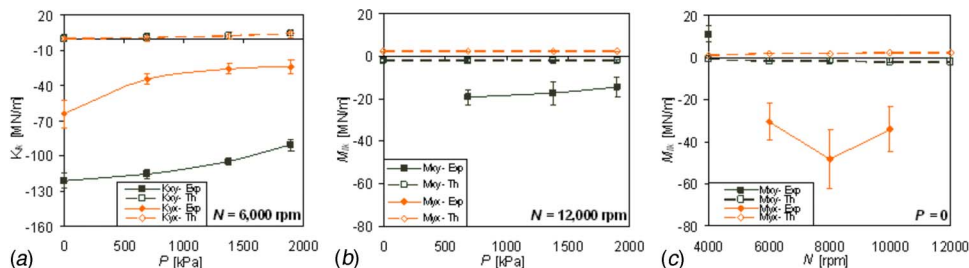 20
-10
-40
-70
-100
-130
-160
K [MN/m]
Kxy- Exp
Kxy- Th
Kyx- Exp
Kyx- Th
N = 6,000 rpm
0 500 1000 1500 2000
P [kPa]
(a)
20
0
-20
-40
-60
-80
M [MN/m]
Mxy- Exp
Mxy- Th
Myx - Exp
Myx - Th
N = 12,000 rpm
0 500 1000 1500 2000
P [kPa]
(b)
20
0
-20
-40
-60
-80
M [MN/m]
Mxy- Exp
Mxy- Th
Myx- Exp
Myx- Th
P = 0
4000 6000 8000 10000 12000
N [rpm]
(c)